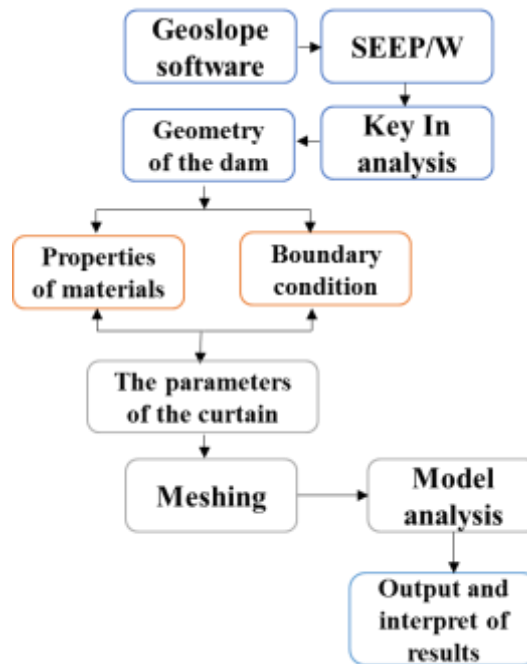 Geoslope
software
SEEP/W
Key In
analysis
Geometry
of the dam
Properties
of materials
Boundary
condition
The parameters
of the curtain
Meshing
Model
analysis
Output and
interpret of
results